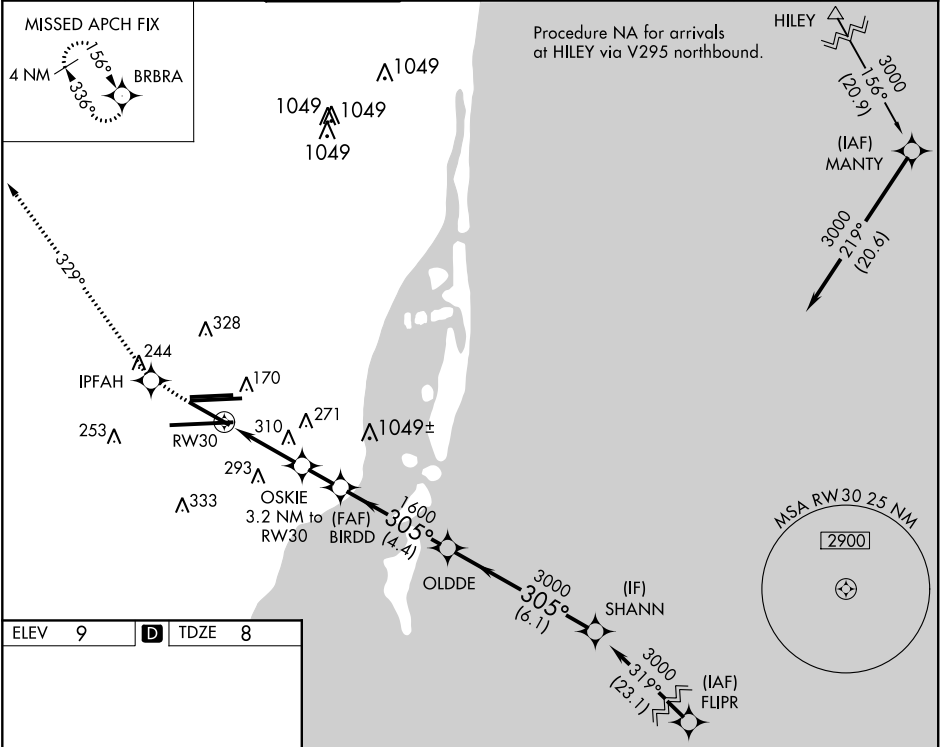 MISSED APCH FIX
4 NM
156°
336°
BRBRA
Procedure NA for arrivals
at HILEY via V295 northbound.
HILEY
3000
156°
(20.9)
(IAF)
MANTY
3000
219°
(20.6)
1049
1049
1049
1049
329°
328
244
IPFAH
170
253
RW30
310
271
1049±
293
333
OSKIE
3.2 NM to
RW30
(FAF)
BIRDD
1600
305°
(4.4)
OLDDE
3000
305°
(6.1)
(IF)
SHANN
3000
319°
(23.1)
(IAF)
FLIPR
MSA RW30 25 NM
2900
ELEV 9
D
TDZE 8